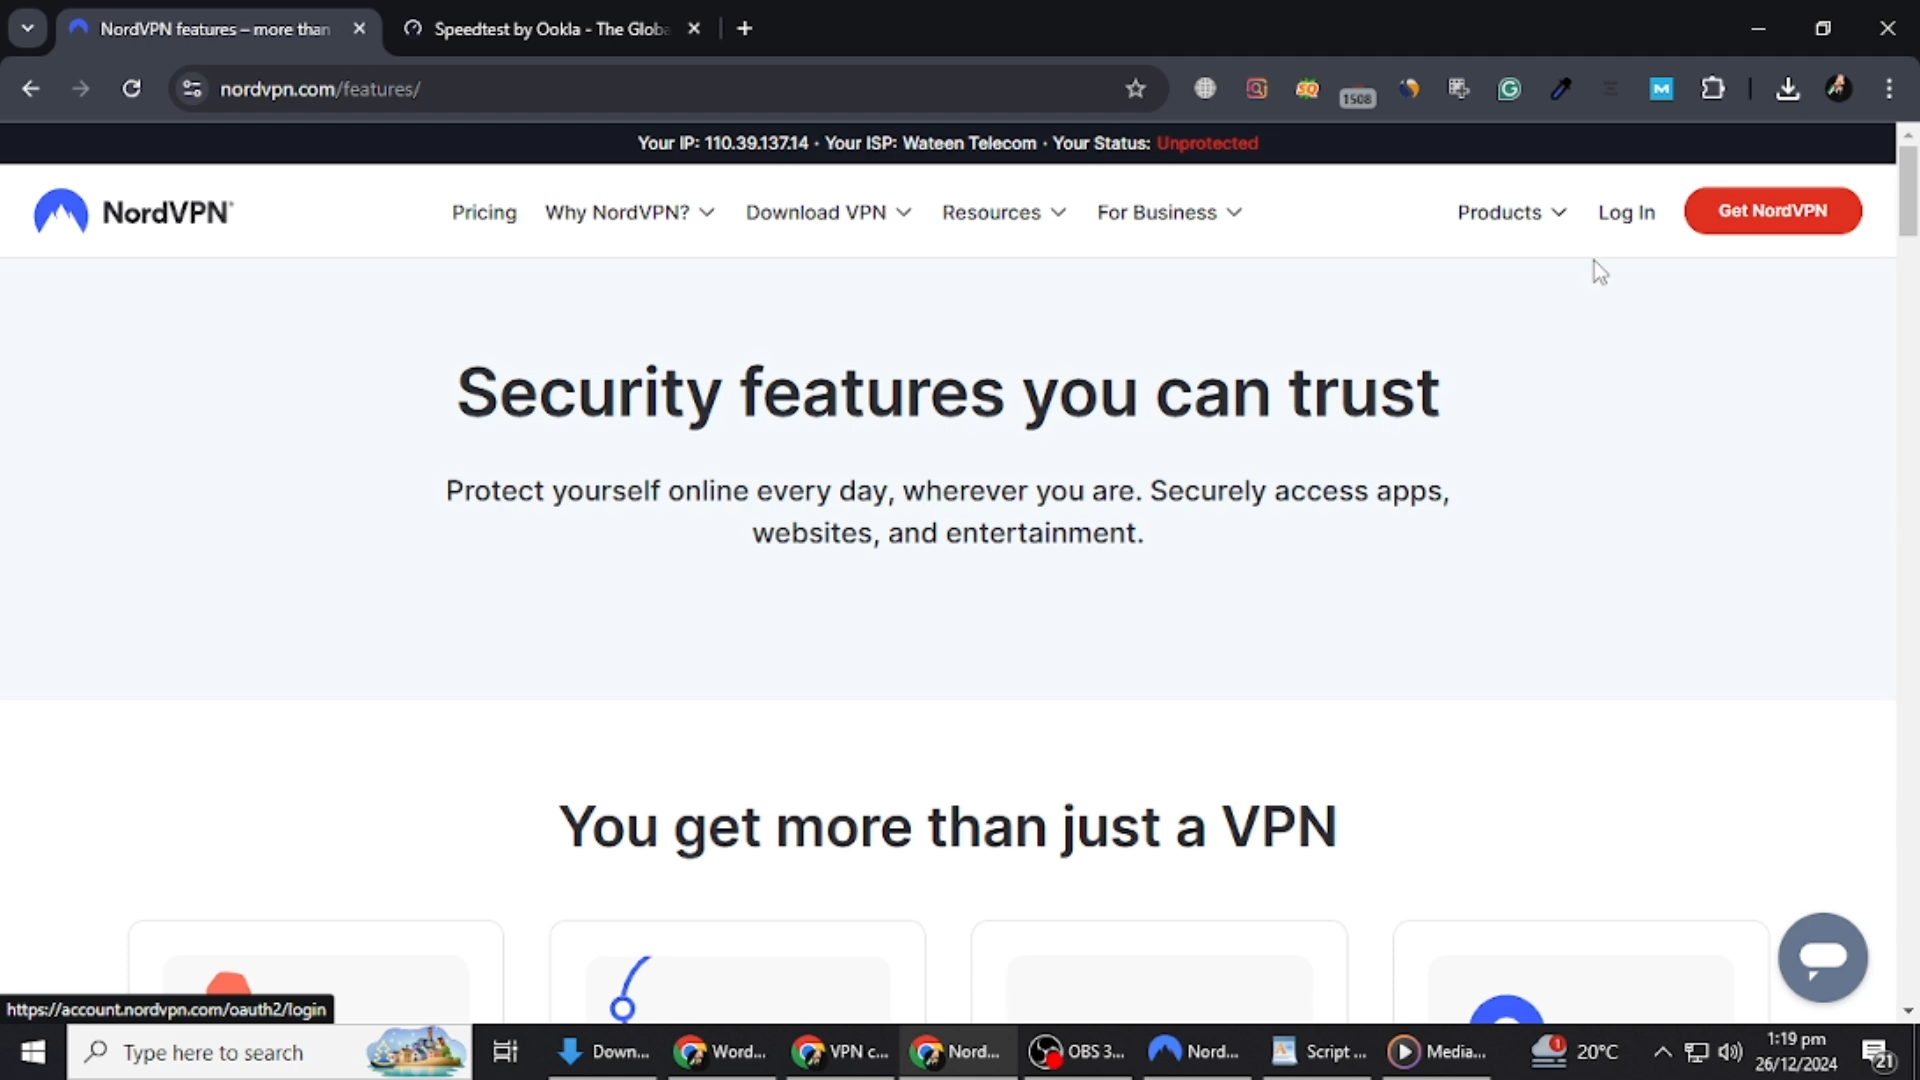 NordVPN features – more than
Speedtest by Ookla - The Globa
nordvpn.com/features/
1508
Your IP: 110.39.137.14 · Your ISP: Wateen Telecom · Your Status: Unprotected
NordVPN®
Pricing
Why NordVPN?
Download VPN
Resources
For Business
Products
Log In
Get NordVPN
Security features you can trust
Protect yourself online every day, wherever you are. Securely access apps,
websites, and entertainment.
You get more than just a VPN
https://account.nordvpn.com/oauth2/login
Type here to search
Down...
Word...
VPN c...
Nord...
OBS 3...
Nord...
Script ...
Media...
1
20°C
1:19 pm
26/12/2024
21